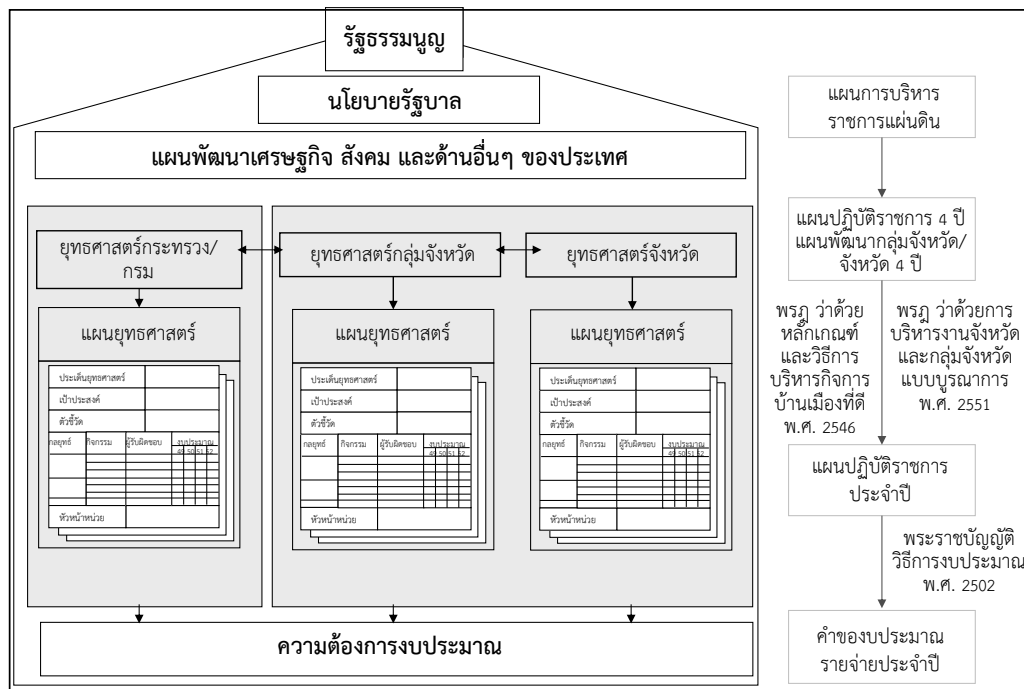 รัฐธรรมนูญ
นโยบายรัฐบาล
แผนพัฒนาเศรษฐกิจ สังคม และด้านอื่นๆ ของประเทศ
ยุทธศาสตร์กระทรวง/
กรม
ยุทธศาสตร์กลุ่มจังหวัด
ยุทธศาสตร์จังหวัด
แผนยุทธศาสตร์
ประเด็นยุทธศาสตร์
เป้าประสงค์
ตัวชี้วัด
กลยุทธ์ กิจกรรม ผู้รับผิดชอบ งบประมาณ
49 50 51 52
หัวหน้าหน่วย
แผนยุทธศาสตร์
ประเด็นยุทธศาสตร์
เป้าประสงค์
ตัวชี้วัด
กลยุทธ์ กิจกรรม ผู้รับผิดชอบ งบประมาณ
49 50 51 52
หัวหน้าหน่วย
แผนยุทธศาสตร์
ประเด็นยุทธศาสตร์
เป้าประสงค์
ตัวชี้วัด
กลยุทธ์ กิจกรรม ผู้รับผิดชอบ งบประมาณ
49 50 51 52
หัวหน้าหน่วย
ความต้องการงบประมาณ
แผนการบริหาร
ราชการแผ่นดิน
แผนปฏิบัติราชการ 4 ปี
แผนพัฒนากลุ่มจังหวัด/
จังหวัด 4 ปี
พรฎ ว่าด้วย
หลักเกณฑ์
และวิธีการ
บริหารกิจการ
บ้านเมืองที่ดี
พ.ศ. 2546
พรฎ ว่าด้วยการ
บริหารงานจังหวัด
และกลุ่มจังหวัด
แบบบูรณาการ
พ.ศ. 2551
แผนปฏิบัติราชการ
ประจำปี
พระราชบัญญัติ
วิธีการงบประมาณ
พ.ศ. 2502
คำของบประมาณ
รายจ่ายประจำปี